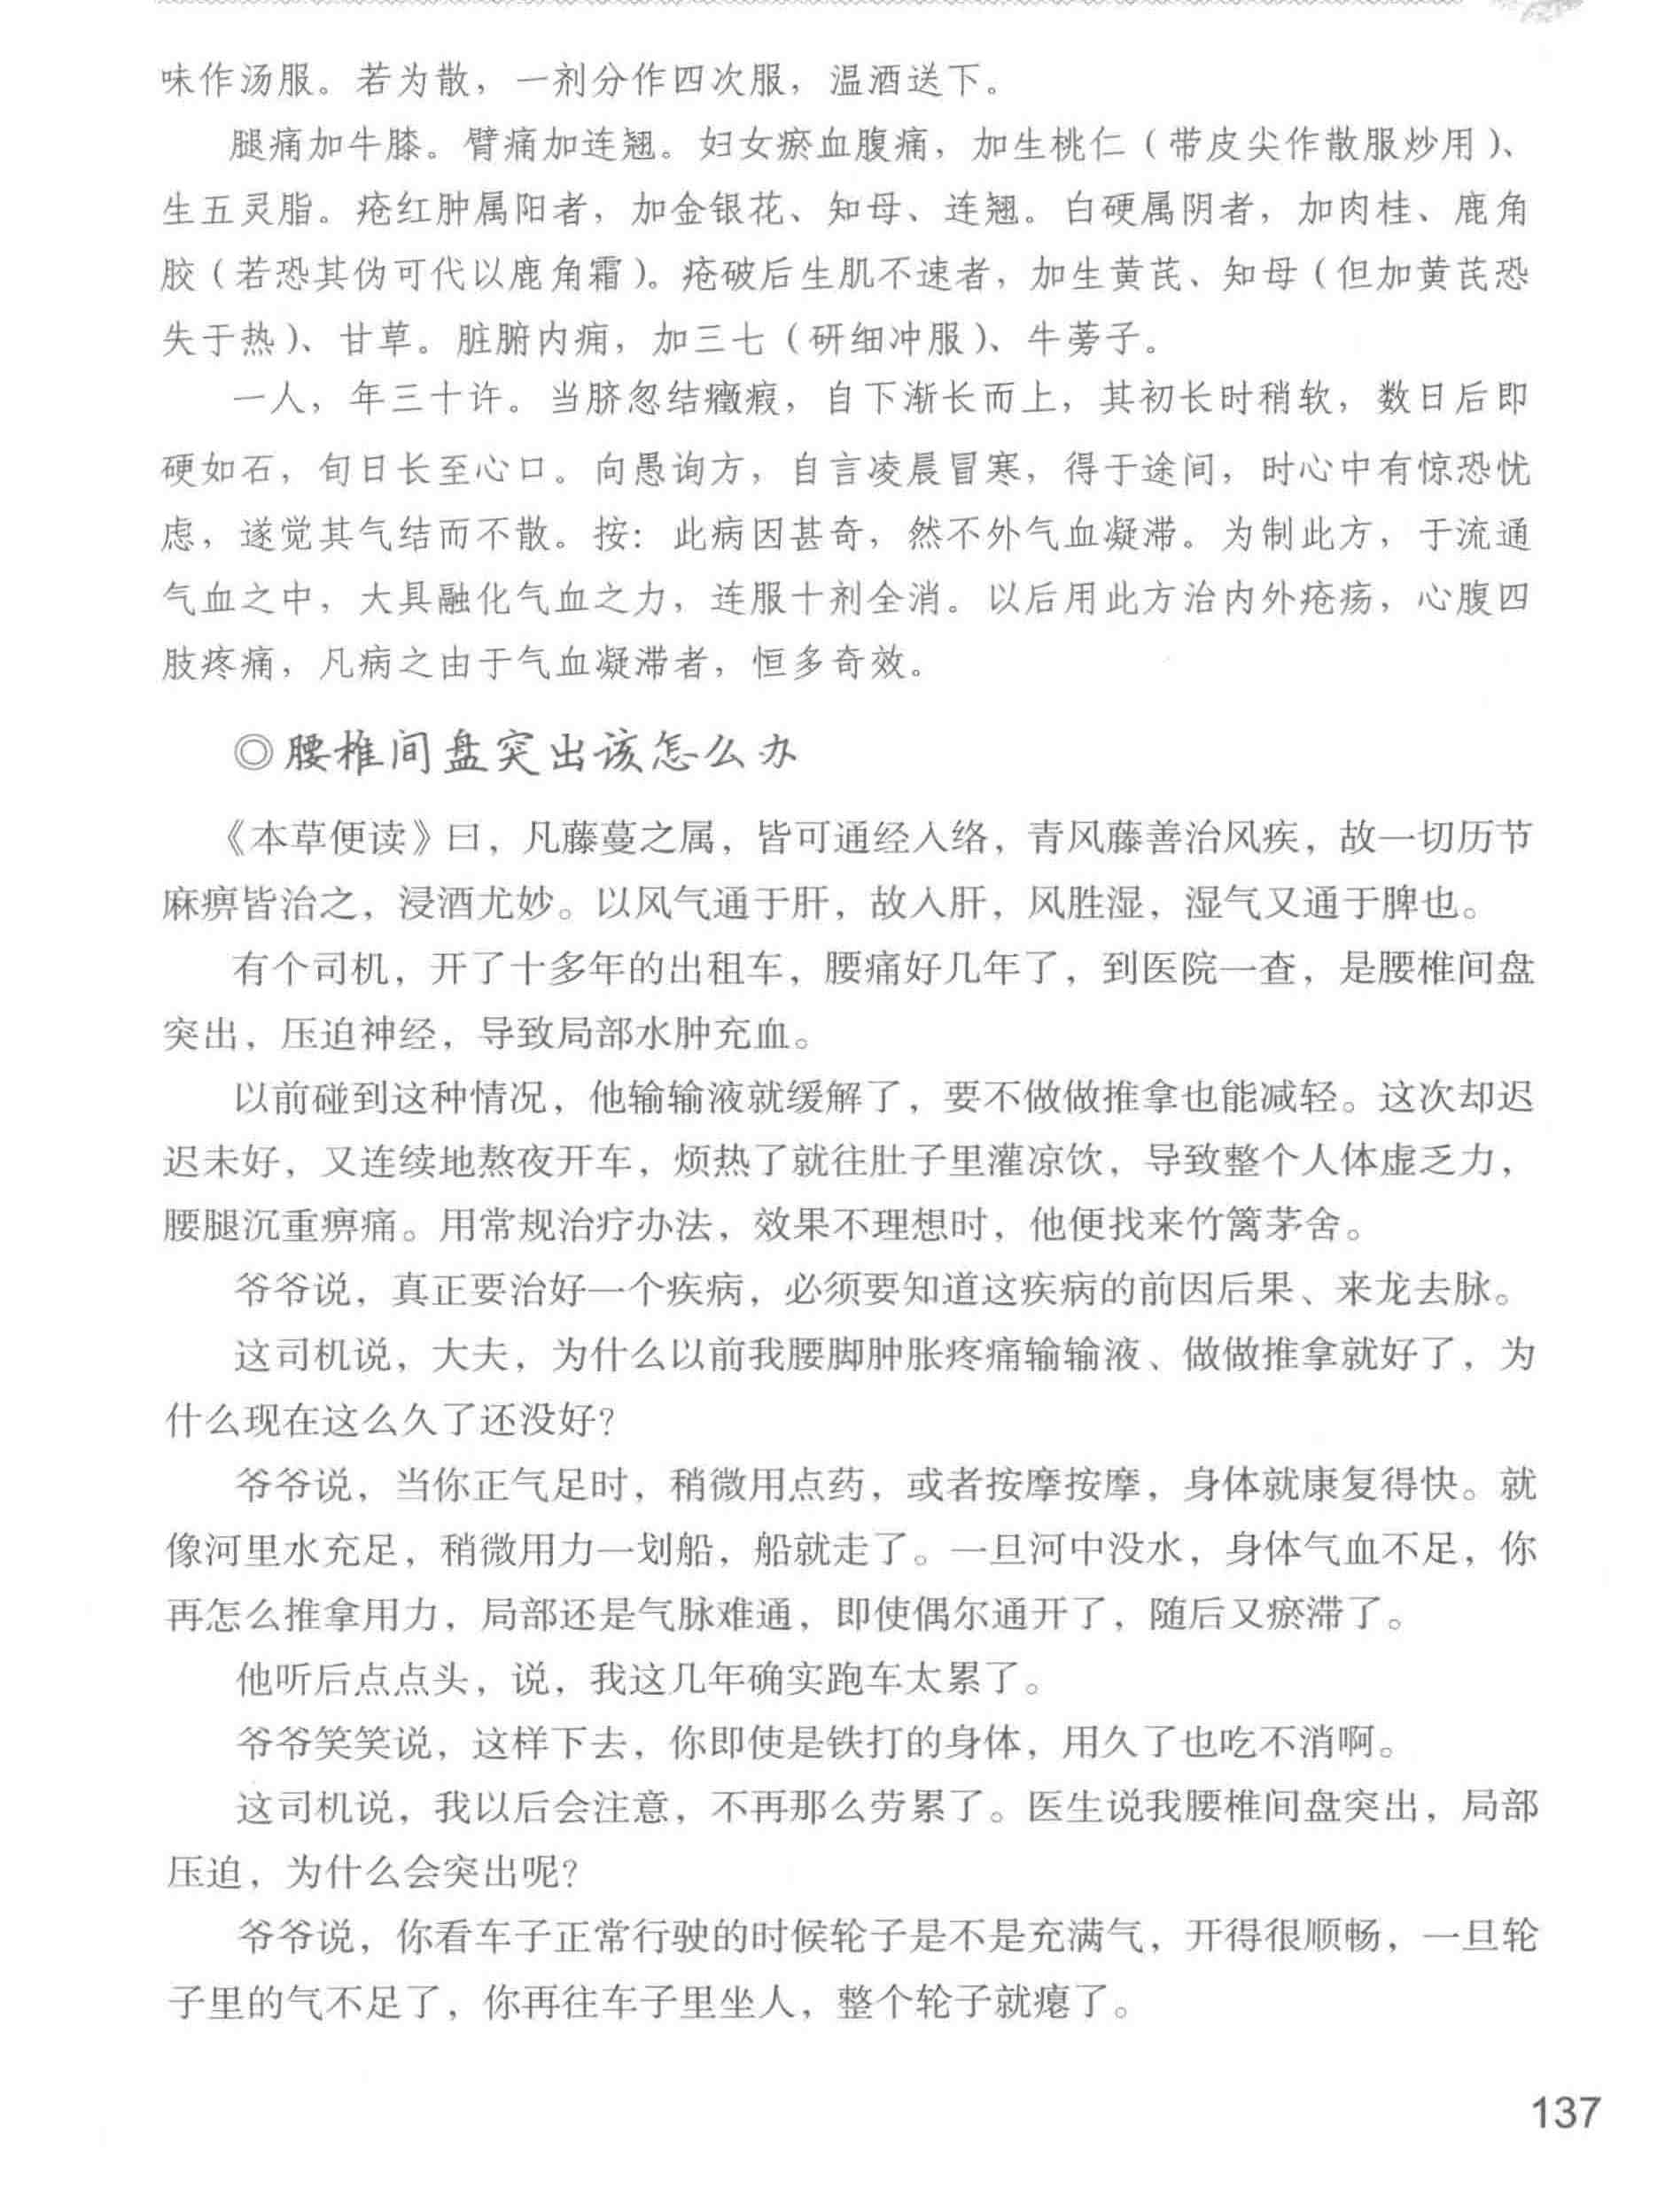 味作汤服。若为散，一剂分作四次服，温酒送下。
腿痛加牛膝。臂痛加连翘。妇女瘀血腹痛，加生桃仁（带皮尖作散服炒用）、
生五灵脂。疮红肿属阳者，加金银花、知母、连翘。白硬属阴者，加肉桂、鹿角
胶（若恐其伪可代以鹿角霜）。疮破后生肌不速者，加生黄芪、知母（但加黄芪恐
失于热）、甘草。脏腑内痈，加三七（研细冲服）、牛蒡子。
一人，年三十许。当脐忽结癥瘕，自下渐长而上，其初长时稍软，数日后即
硬如石，旬日长至心口。向愚询方，自言凌晨冒寒，得于途间，时心中有惊恐忧
虑，遂觉其气结而不散。按：此病因甚奇，然不外气血凝滞。为制此方，于流通
气血之中，大具融化气血之力，连服十剂全消。以后用此方治内外疮疡，心腹四
肢疼痛，凡病之由于气血凝滞者，恒多奇效。
◎腰椎间盘突出该怎么办
《本草便读》曰，凡藤蔓之属，皆可通经入络，青风藤善治风疾，故一切历节
麻痹皆治之，浸酒尤妙。以风气通于肝，故入肝，风胜湿，湿气又通于脾也。
有个司机，开了十多年的出租车，腰痛好几年了，到医院一查，是腰椎间盘
突出，压迫神经，导致局部水肿充血。
以前碰到这种情况，他输输液就缓解了，要不做做推拿也能减轻。这次却迟
迟未好，又连续地熬夜开车，烦热了就往肚子里灌凉饮，导致整个人体虚乏力，
腰腿沉重痹痛。用常规治疗办法，效果不理想时，他便找来竹篱茅舍。
爷爷说，真正要治好一个疾病，必须要知道这疾病的前因后果、来龙去脉。
这司机说，大夫，为什么以前我腰脚肿胀疼痛输输液、做做推拿就好了，为
什么现在这么久了还没好？
爷爷说，当你正气足时，稍微用点药，或者按摩按摩，身体就康复得快。就
像河里水充足，稍微用力一划船，船就走了。一旦河中没水，身体气血不足，你
再怎么推拿用力，局部还是气脉难通，即使偶尔通开了，随后又瘀滞了。
他听后点点头，说，我这几年确实跑车太累了。
爷爷笑笑说，这样下去，你即使是铁打的身体，用久了也吃不消啊。
这司机说，我以后会注意，不再那么劳累了。医生说我腰椎间盘突出，局部
压迫，为什么会突出呢？
爷爷说，你看车子正常行驶的时候轮子是不是充满气，开得很顺畅，一旦轮
子里的气不足了，你再往车子里坐人，整个轮子就瘪了。
137